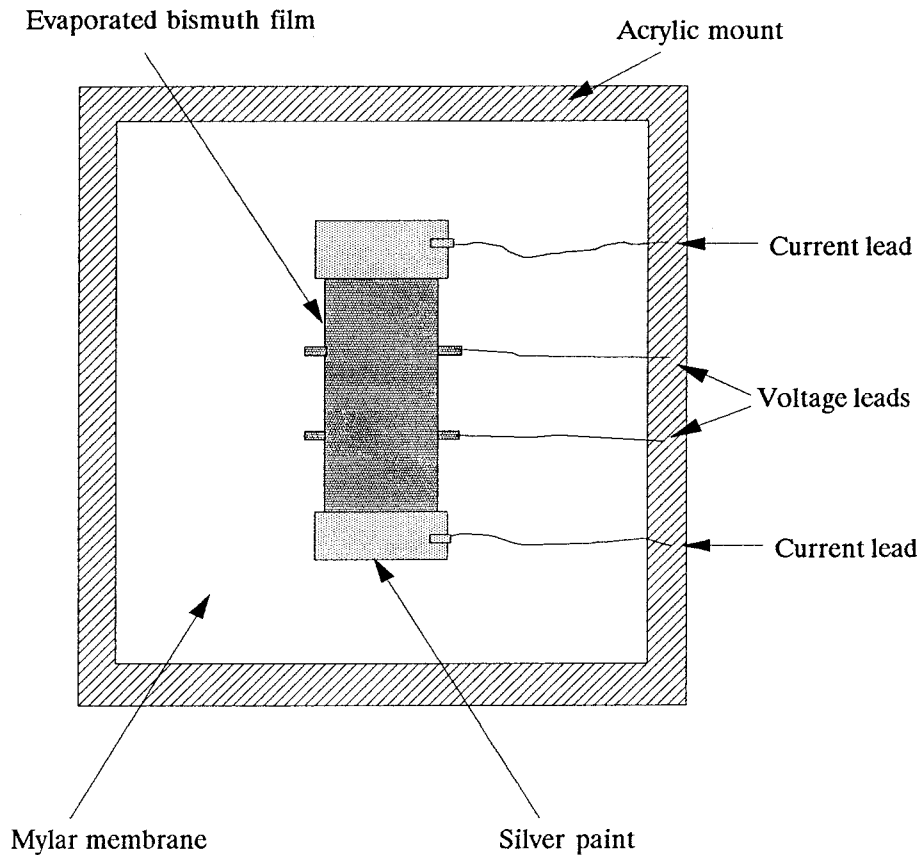 Evaporated bismuth film
Acrylic mount
Current lead
Voltage leads
Current lead
Mylar membrane
Silver paint